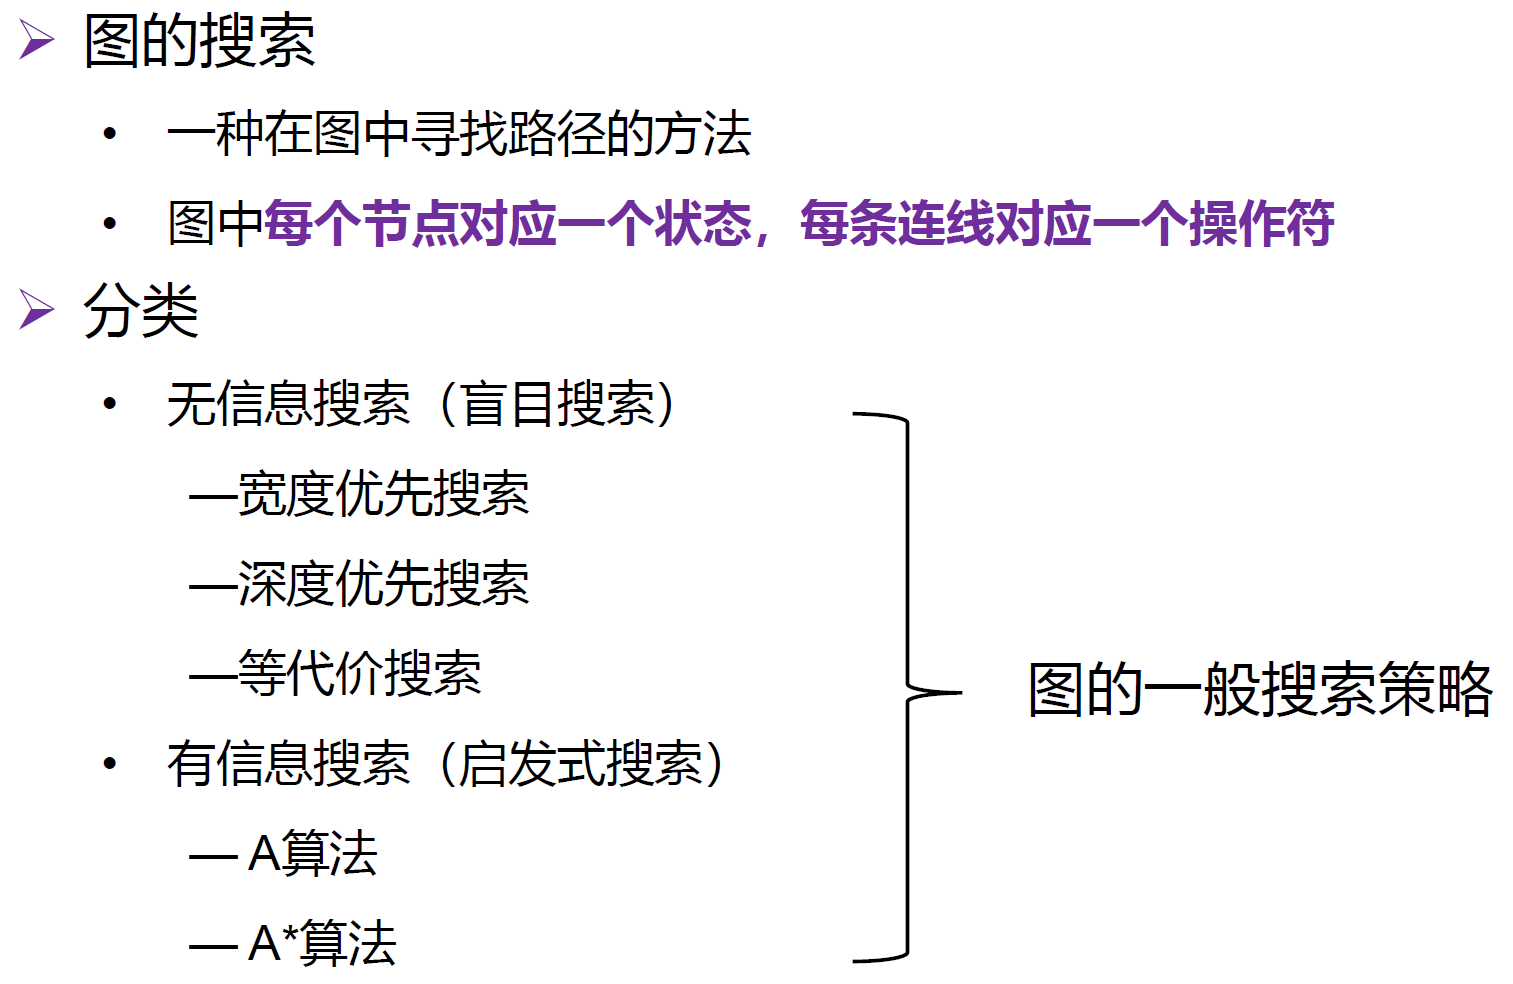 图的搜索
一种在图中寻找路径的方法
图中每个节点对应一个状态，每条连线对应一个操作符
分类
无信息搜索（盲目搜索）
—宽度优先搜索
—深度优先搜索
—等代价搜索
有信息搜索（启发式搜索）
— A算法
— A*算法
图的一般搜索策略